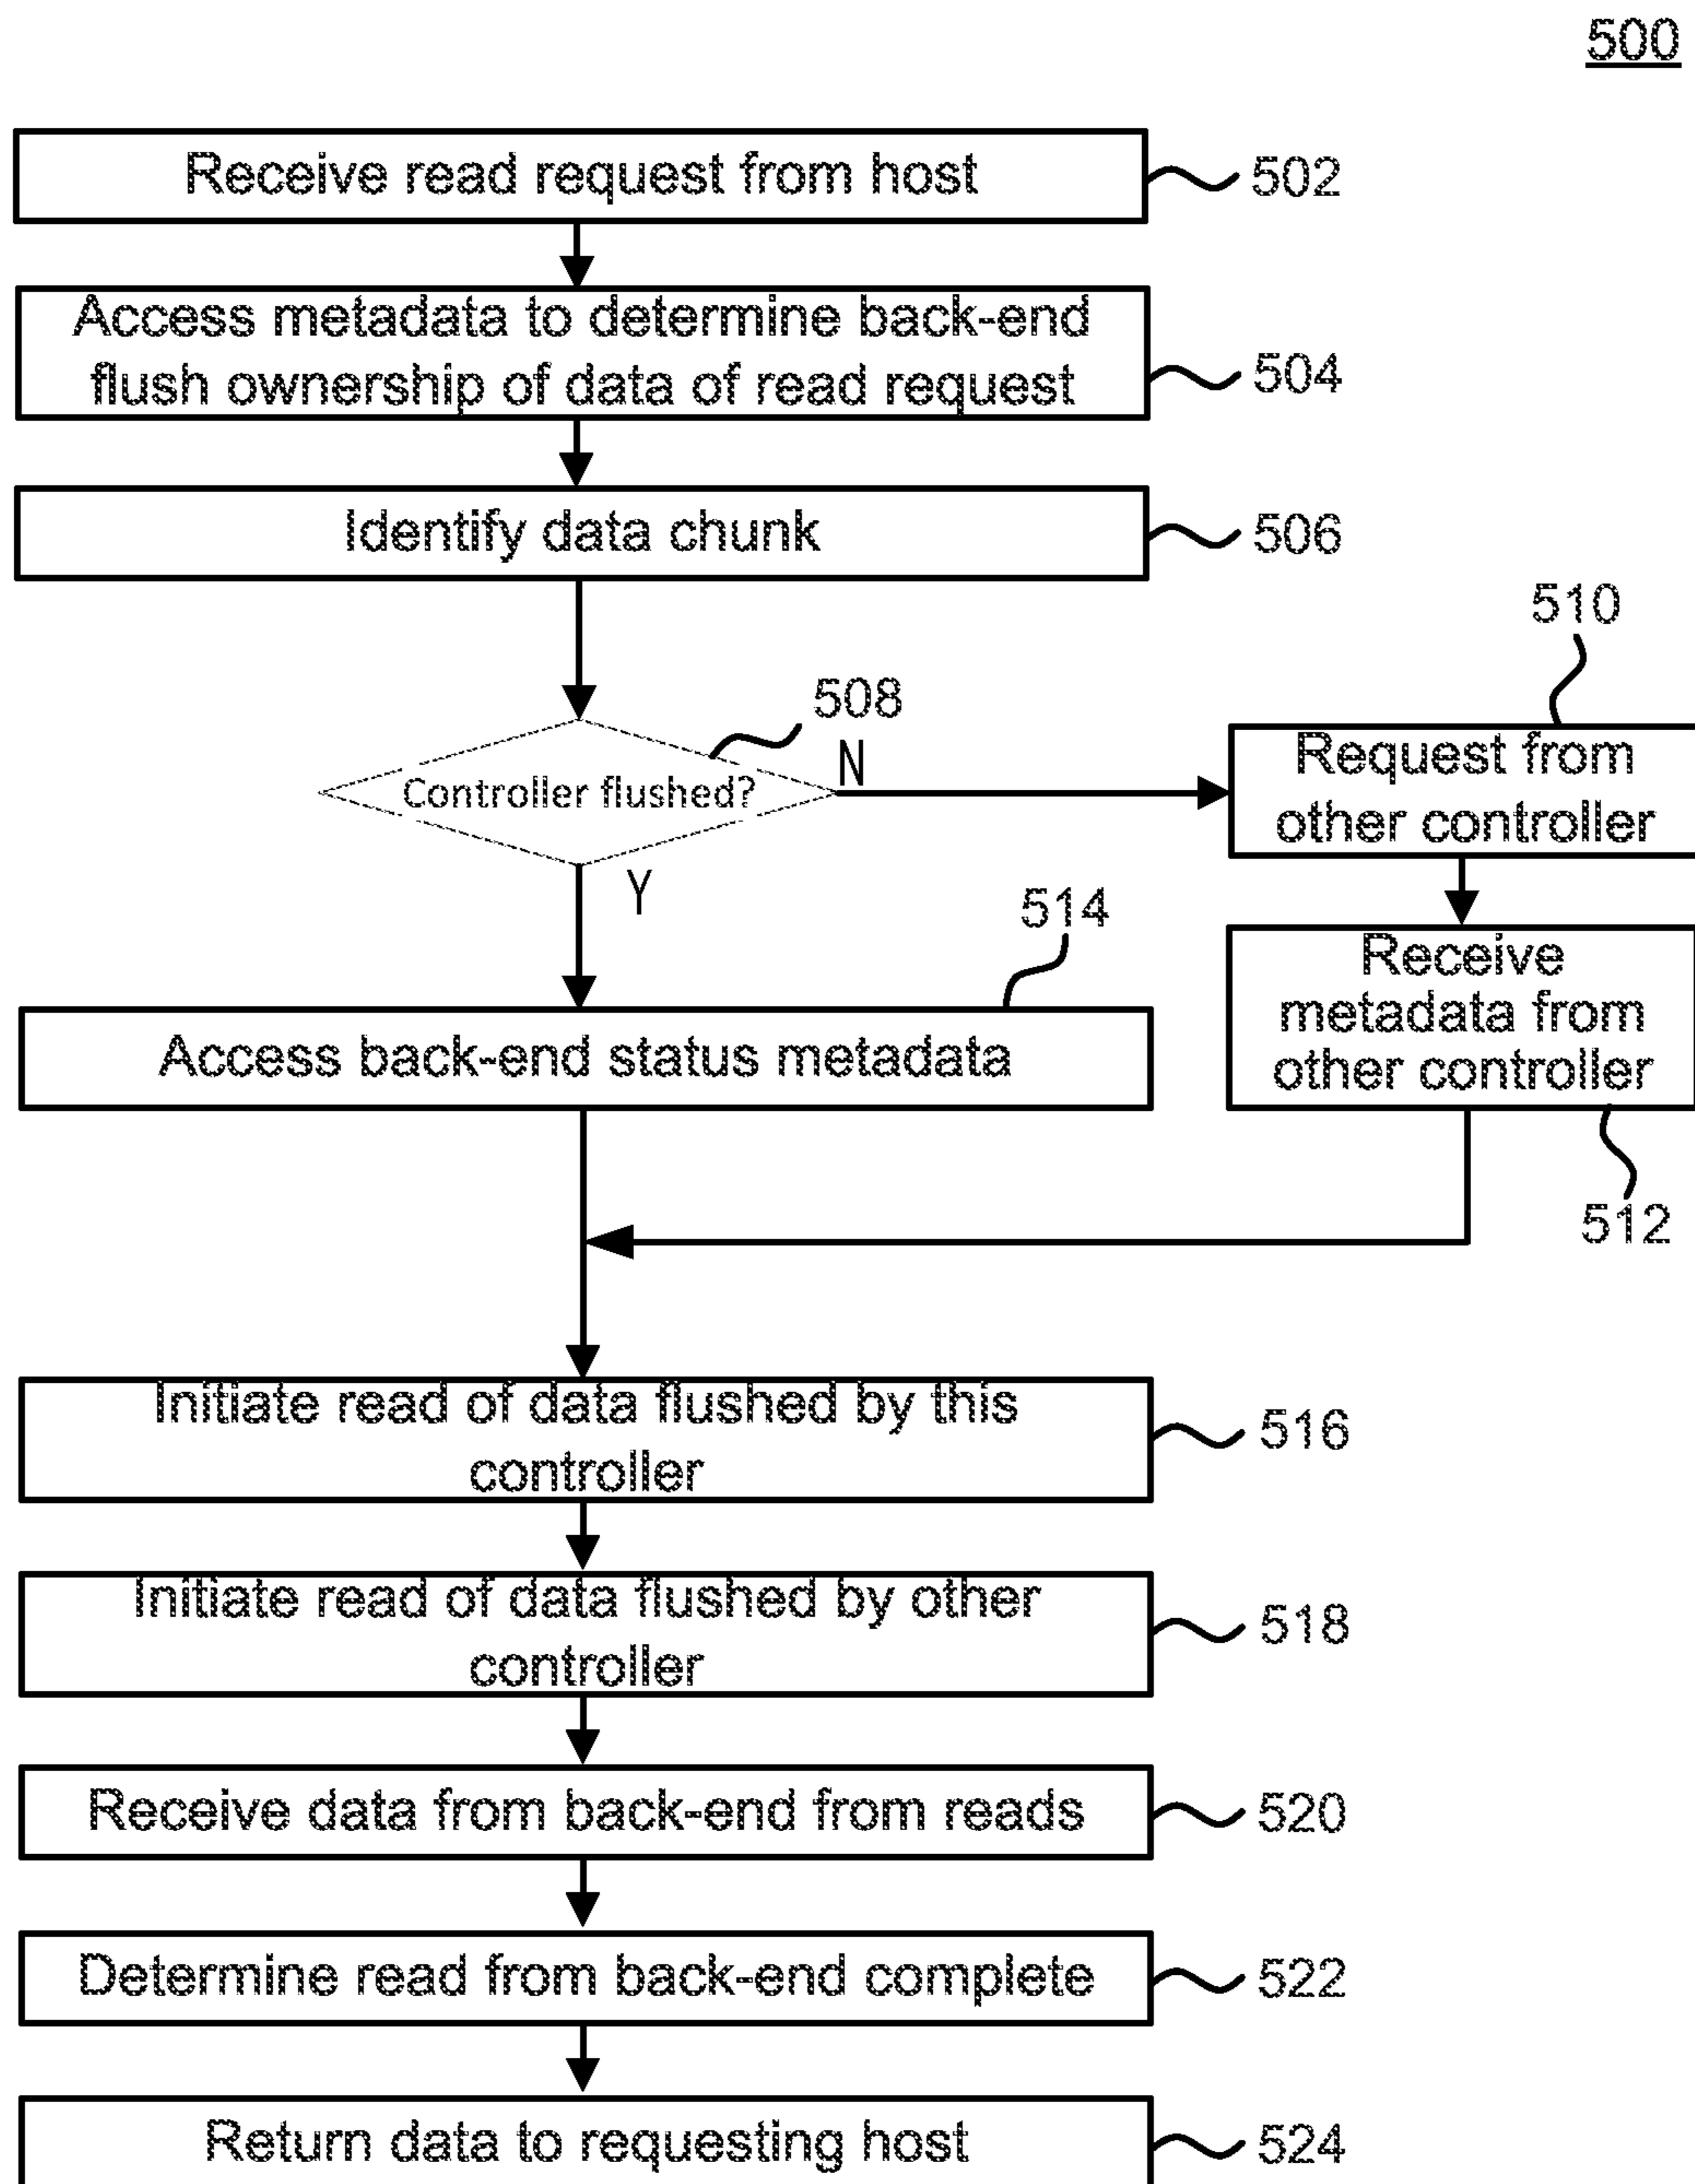 500
Receive read request from host
502
Access metadata to determine back-end
flush ownership of data of read request
504
Identify data chunk
506
508
Controller flushed?
N
Y
510
Request from
other controller
Receive
metadata from
other controller
512
514
Access back-end status metadata
Initiate read of data flushed by this
controller
516
Initiate read of data flushed by other
controller
518
Receive data from back-end from reads
520
Determine read from back-end complete
522
Return data to requesting host
524